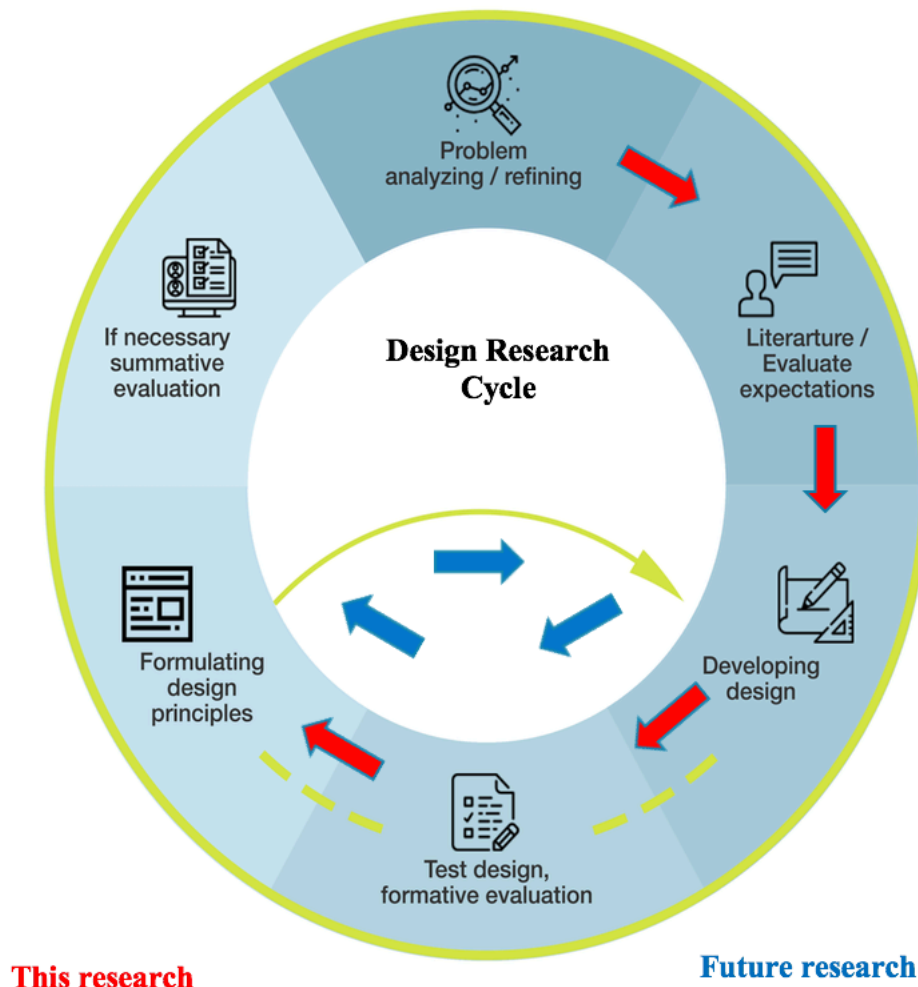 Problem
analyzing / refining
Literarture /
Evaluate
expectations
Design Research
Cycle
If necessary
summative
evaluation
Developing
design
Formulating
design
principles
Test design,
formative evaluation
This research
Future research